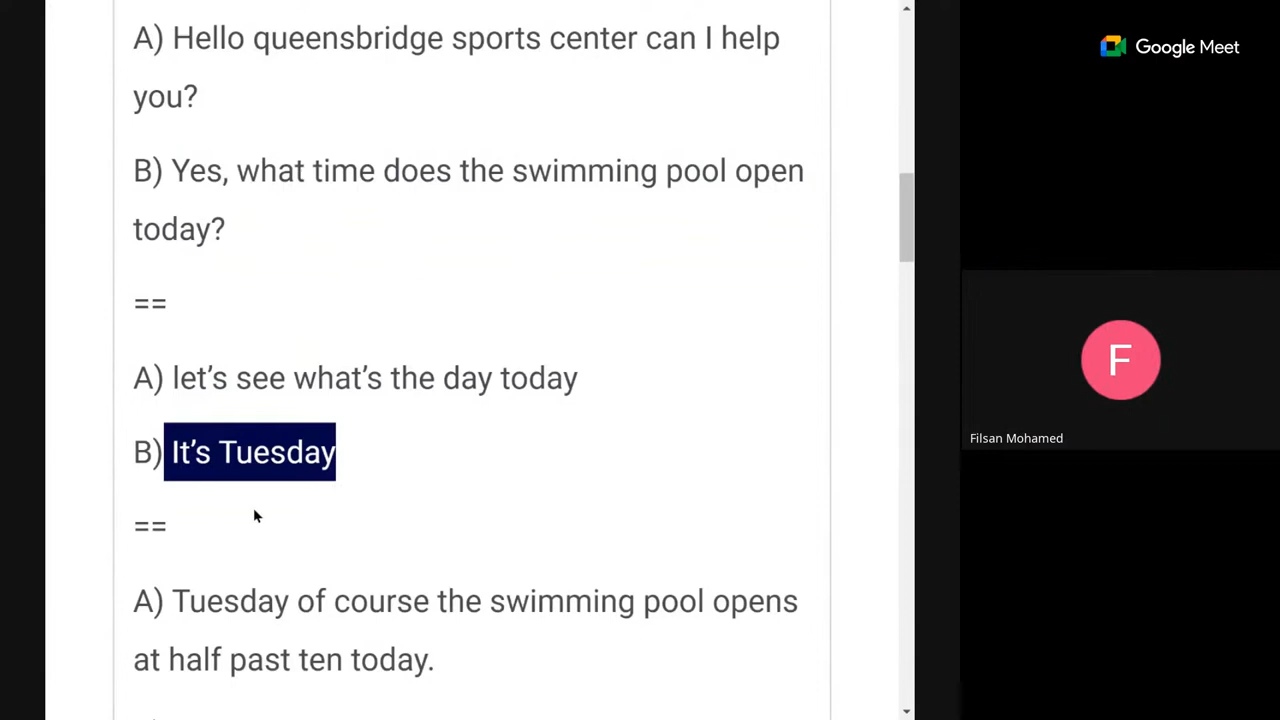 A) Hello queensbridge sports center can I help
you?
B) Yes, what time does the swimming pool open
today?
==
A) let’s see what’s the day today
B) It’s Tuesday
==
A) Tuesday of course the swimming pool opens
at half past ten today.
Google Meet
F
Filsan Mohamed